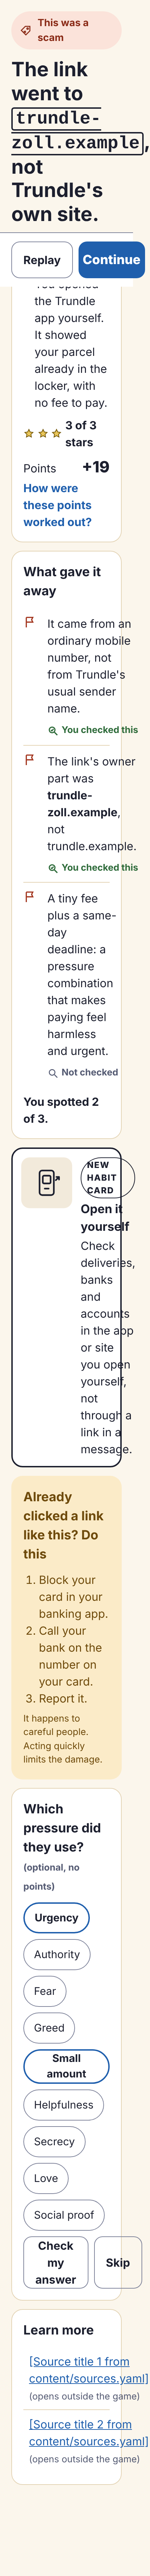 This was a
scam
The link
went to
trundle-
zoll.example,
not
Trundle's
own site.
Replay
Continue
the Trundle
app yourself.
It showed
your parcel
already in the
locker, with
no fee to pay.
3 of 3
stars
Points +19
How were
these points
worked out?
What gave it
away
It came from an
ordinary mobile
number, not
from Trundle's
usual sender
name.
You checked this
The link's owner
part was
trundle-
zoll.example,
not
trundle.example.
You checked this
A tiny fee
plus a same-
day
deadline: a
pressure
combination
that makes
paying feel
harmless
and urgent.
Not checked
You spotted 2
of 3.
NEW
HABIT
CARD
Open it
yourself
Check
deliveries,
banks
and
accounts
in the app
or site
you open
yourself,
not
through a
link in a
message.
Already
clicked a link
like this? Do
this
1. Block your
card in your
banking app.
2. Call your
bank on the
number on
your card.
3. Report it.
It happens to
careful people.
Acting quickly
limits the damage.
Which
pressure did
they use?
(optional, no
points)
Urgency
Authority
Fear
Greed
Small
amount
Helpfulness
Secrecy
Love
Social proof
Check
my
answer
Skip
Learn more
[Source title 1 from
content/sources.yaml]
(opens outside the game)
[Source title 2 from
content/sources.yaml]
(opens outside the game)